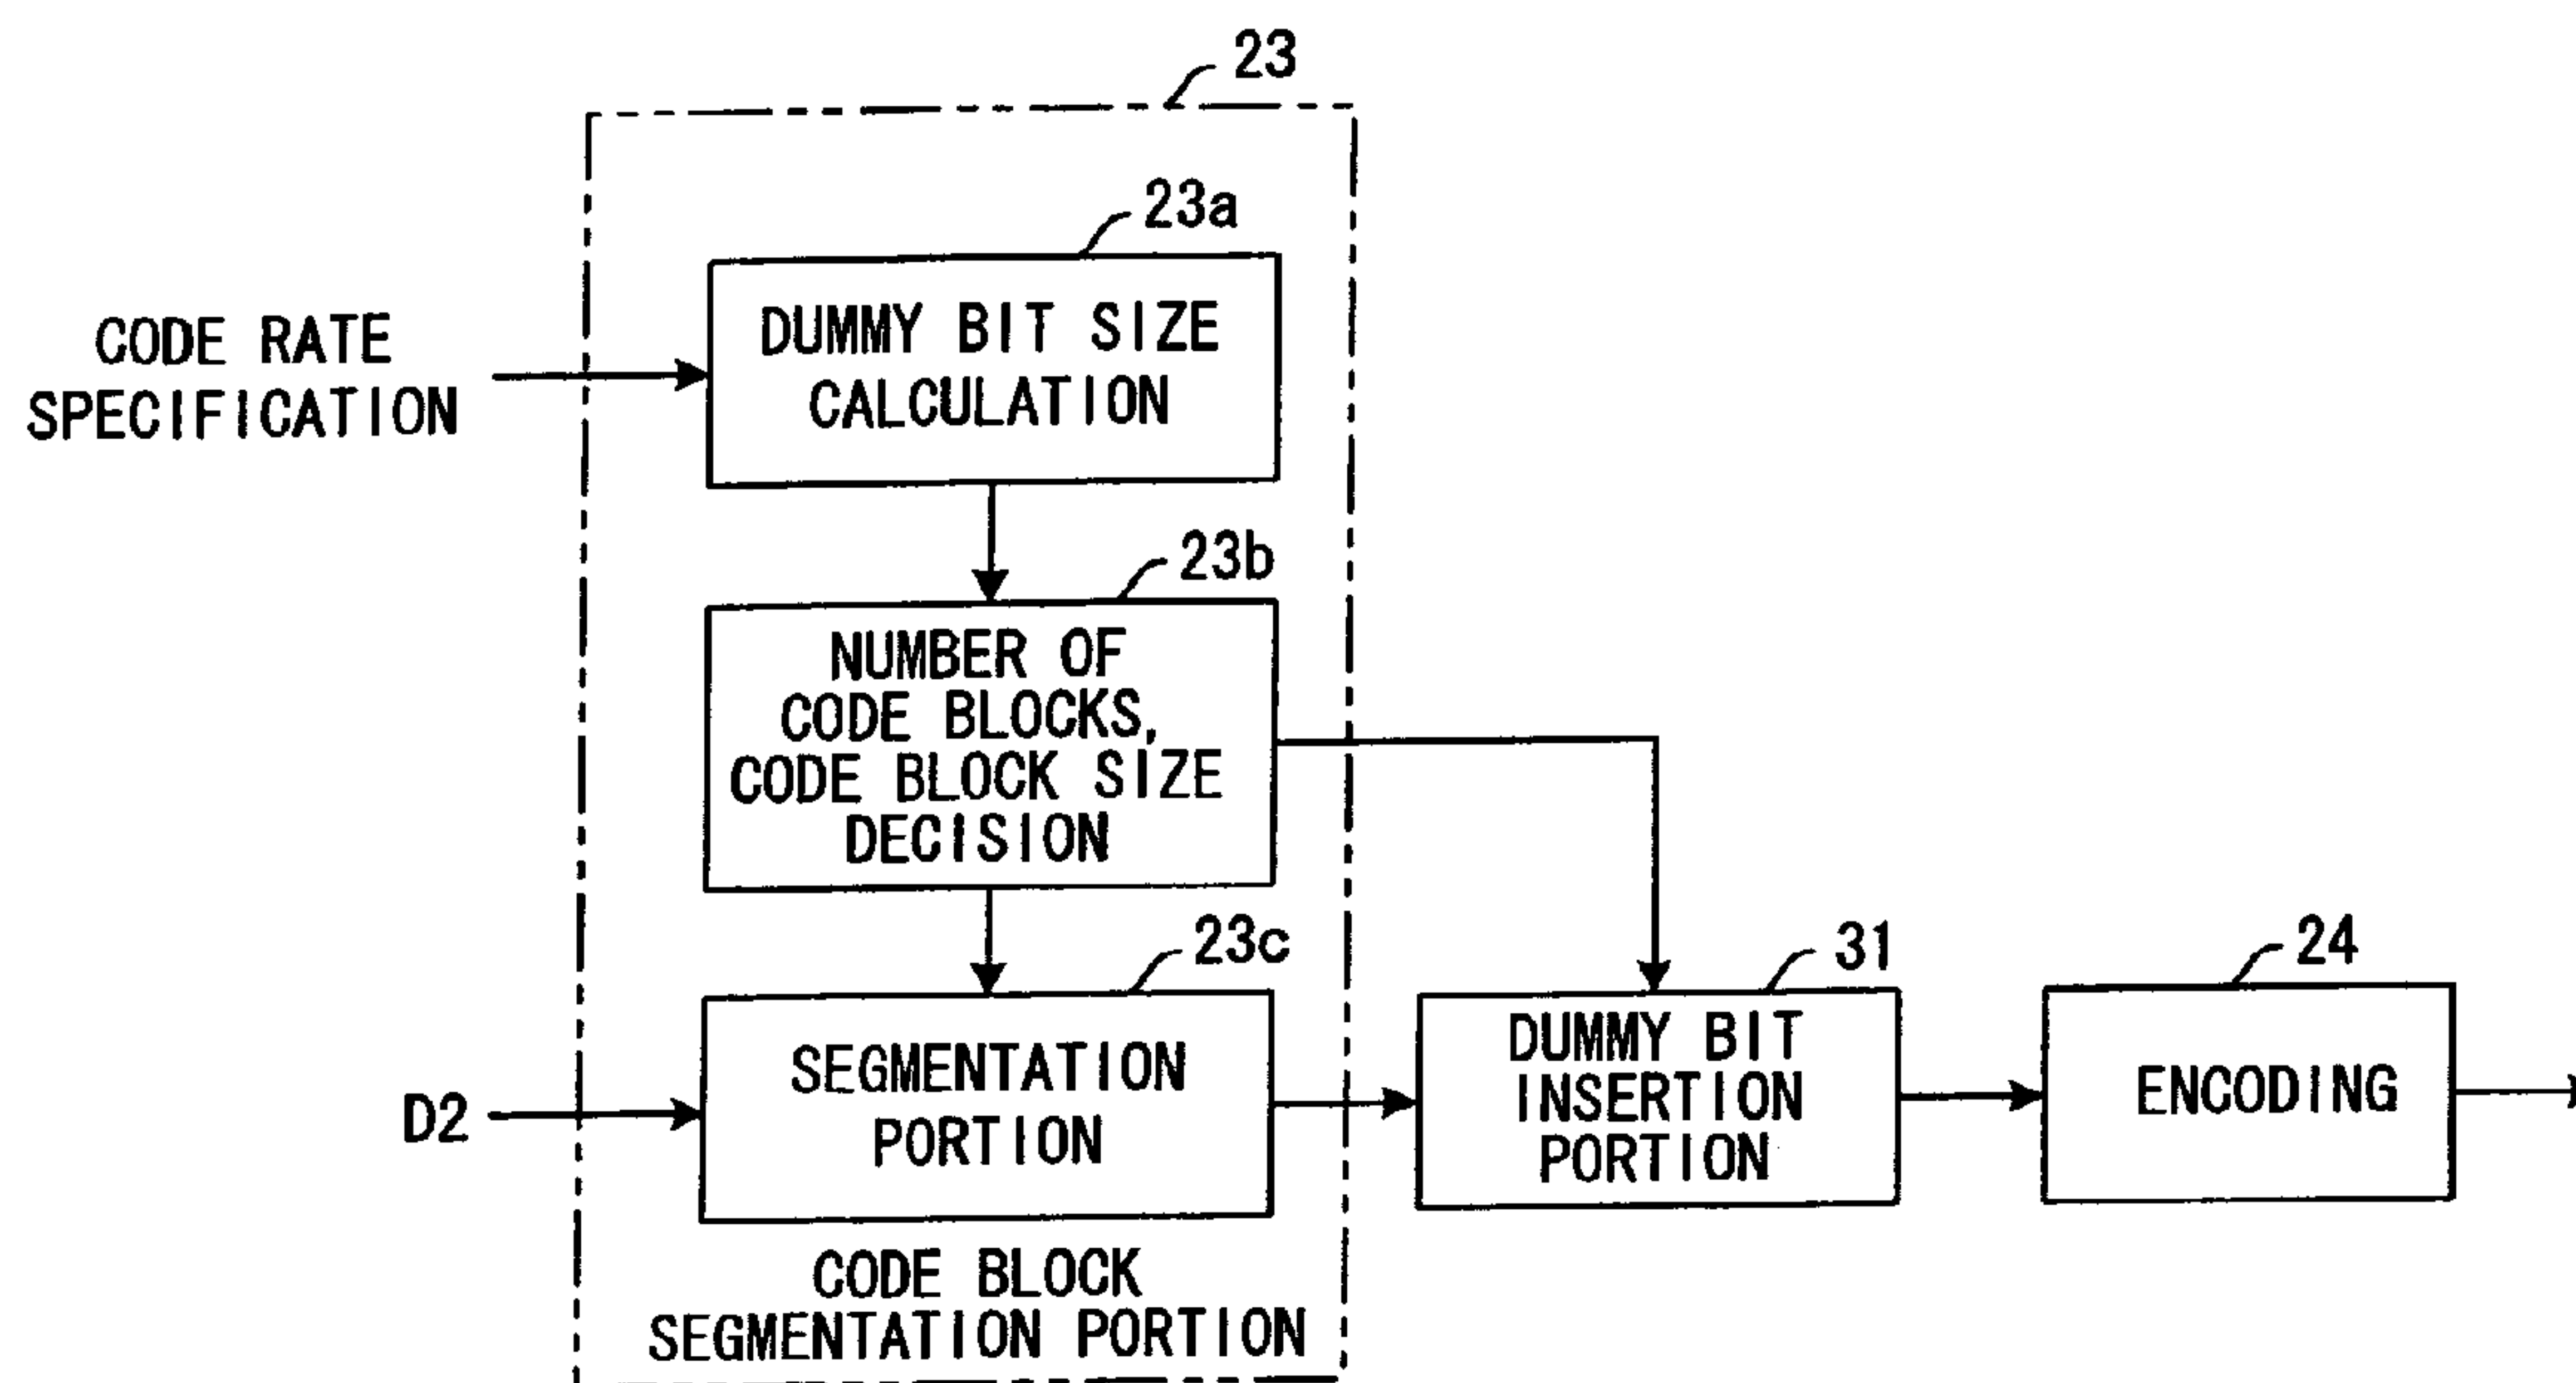 23
23a
CODE RATE
SPECIFICATION
DUMMY BIT SIZE
CALCULATION
23b
NUMBER OF
CODE BLOCKS,
CODE BLOCK SIZE
DECISION
23c
31
24
D2
SEGMENTATION
PORTION
DUMMY BIT
INSERTION
PORTION
ENCODING
CODE BLOCK
SEGMENTATION PORTION